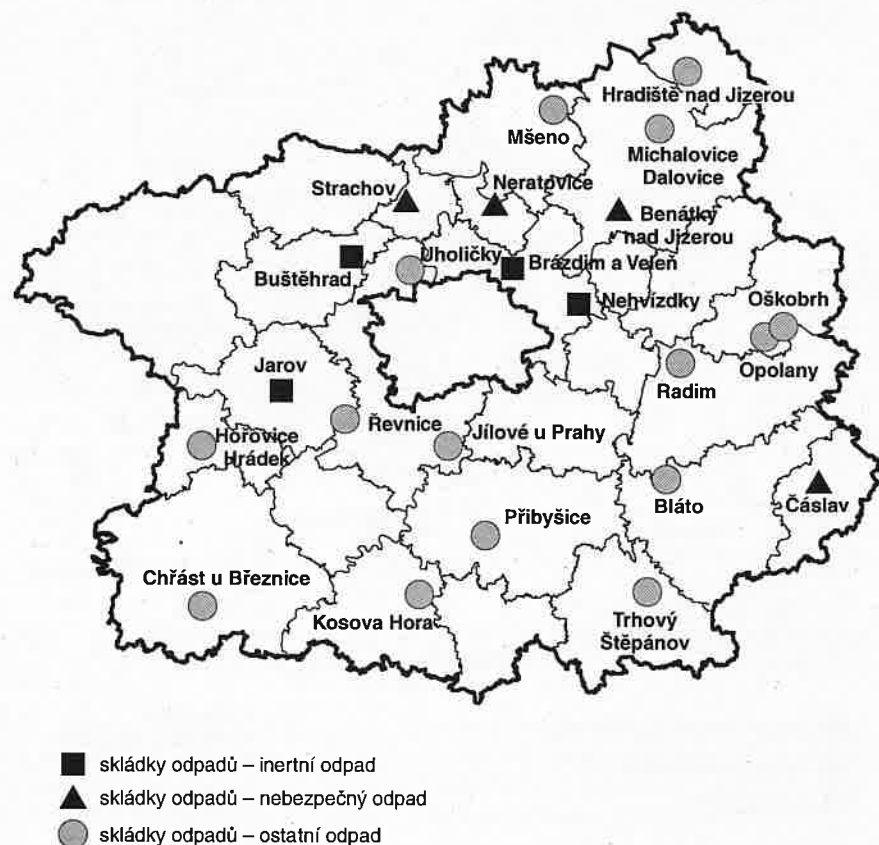 Hradiště nad Jizerou
Mšeno
Michalovice
Dalovice
Strachov
Neratovice
Benátky
nad Jizerou
Uholičky
Brázdim a Veleň
Buštěhrad
Nehvízdky
Oškobrh
Jarov
Opolany
Radim
Řevnice
Jílové u Prahy
Hořovice
Hrádek
Bláto
Čáslav
Přibyšice
Chřást u Březnice
Kosova Hora
Trhový
Štěpánov
skládky odpadů – inertní odpad
skládky odpadů – nebezpečný odpad
skládky odpadů – ostatní odpad